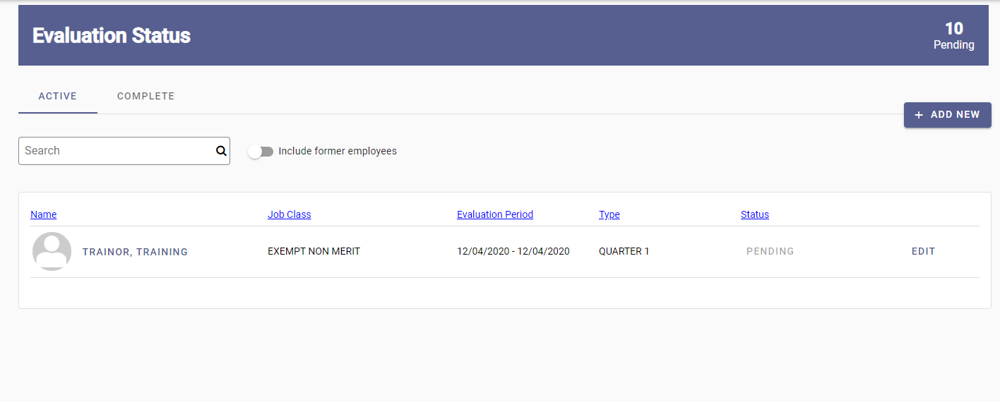 Evaluation Status
10
Pending
ACTIVE COMPLETE
+ ADD NEW
Search
Include former employees
Name Job Class Evaluation Period Type Status
TRAINOR, TRAINING EXEMPT NON MERIT 12/04/2020 - 12/04/2020 QUARTER 1 PENDING EDIT